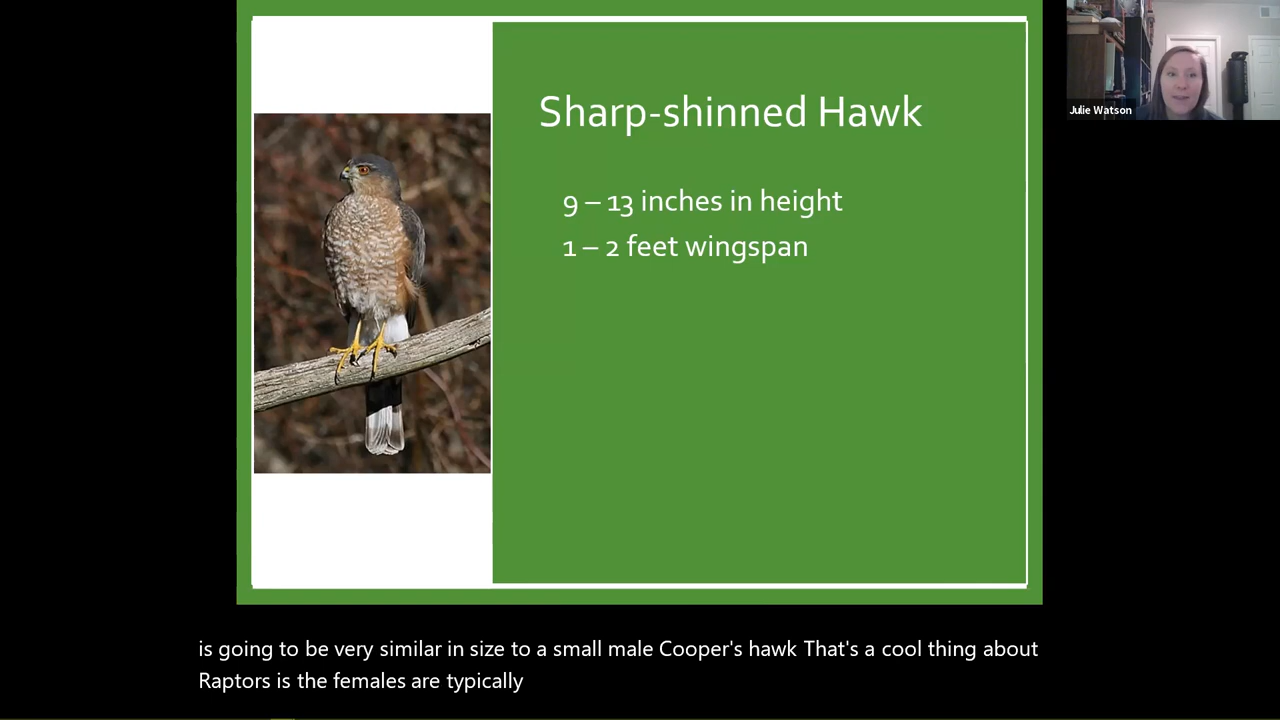 Sharp-shinned Hawk
9 – 13 inches in height
1 – 2 feet wingspan
Julie Watson
is going to be very similar in size to a small male Cooper's hawk That's a cool thing about
Raptors is the females are typically